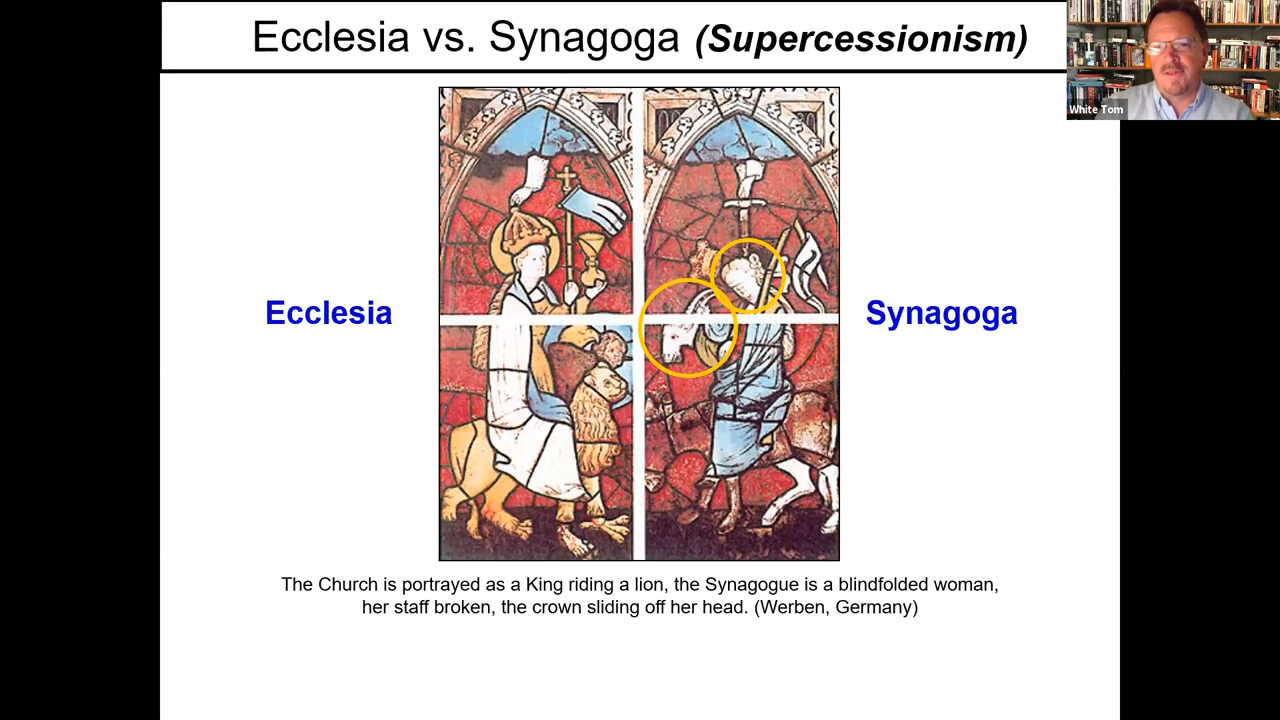 Ecclesia vs. Synagoga (Supercessionism)
White Tom
Ecclesia
Synagoga
The Church is portrayed as a King riding a lion, the Synagogue is a blindfolded woman,
her staff broken, the crown sliding off her head. (Werben, Germany)